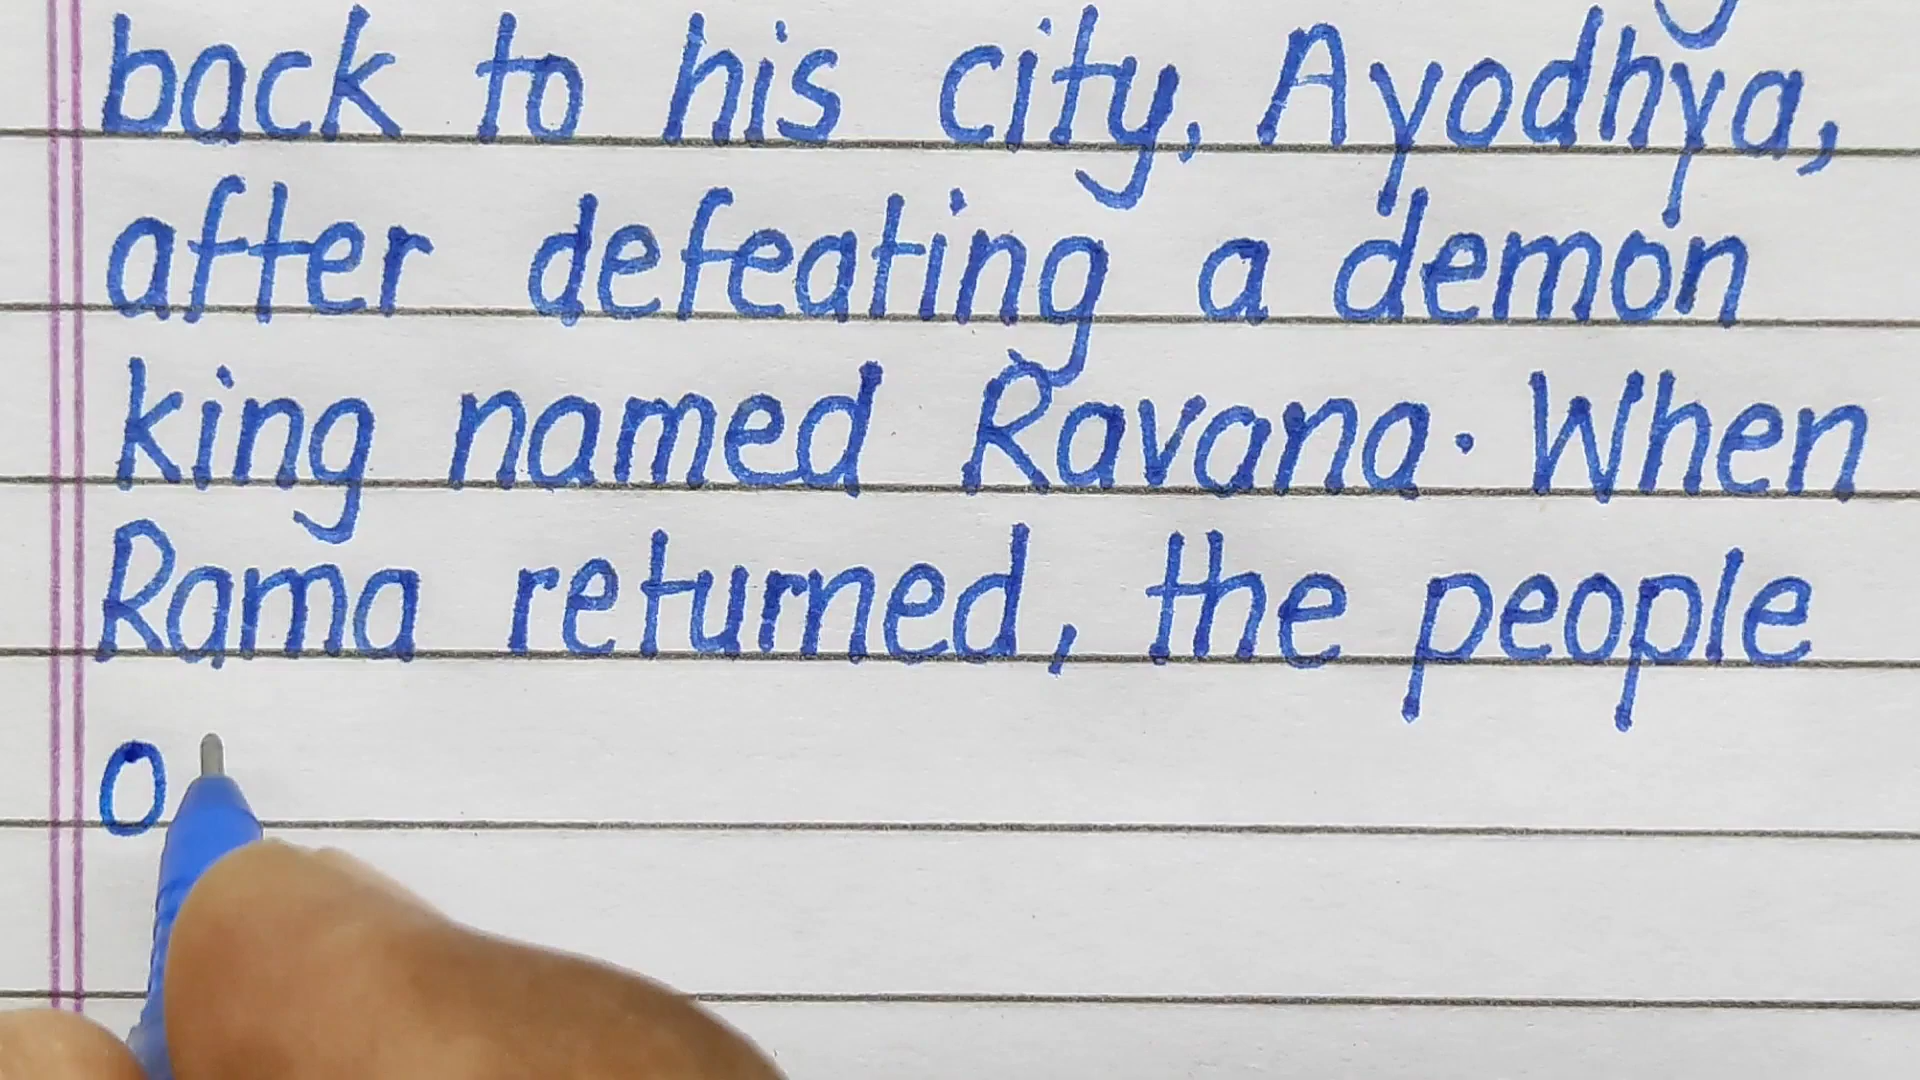 back to his city, Ayodhya,
after defeating a demon
king named Ravana. When
Rama returned, the people
o